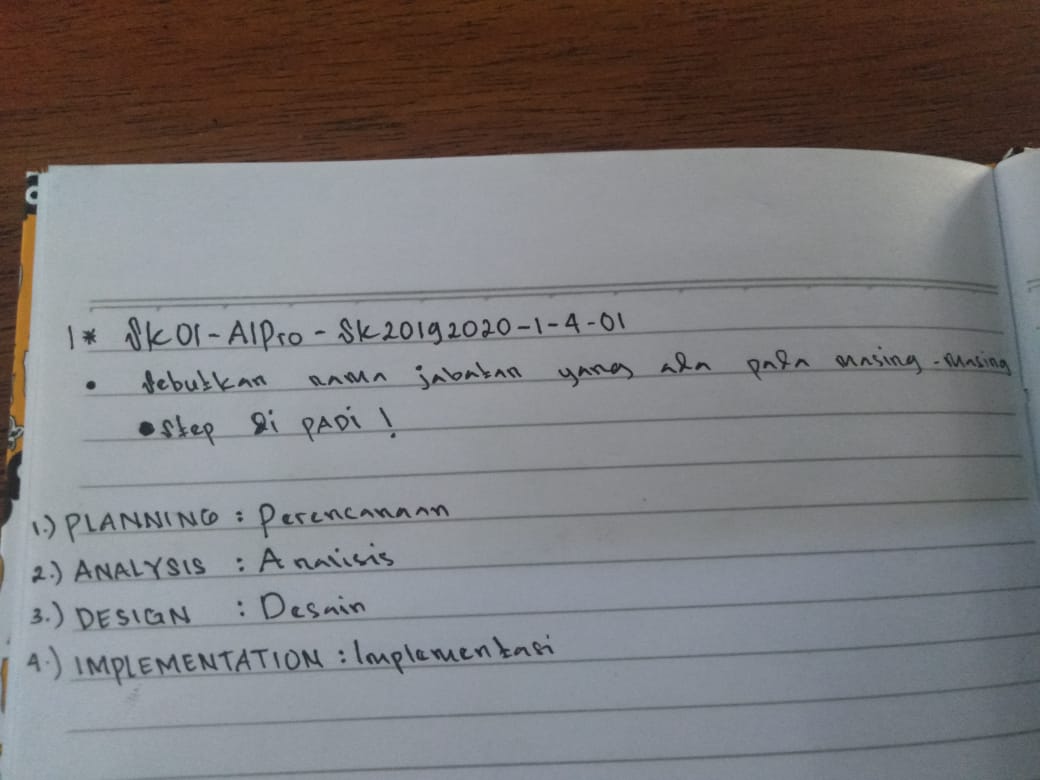 1* SK01-AlPro-SK20192020-1-4-01
• Sebutkan nama jabatan yang ada pada masing-masing
• Step di PADI!
1.) PLANNING : Perencanaan
2.) ANALYSIS : Analisis
3.) DESIGN : Desain
4.) IMPLEMENTATION : Implementasi